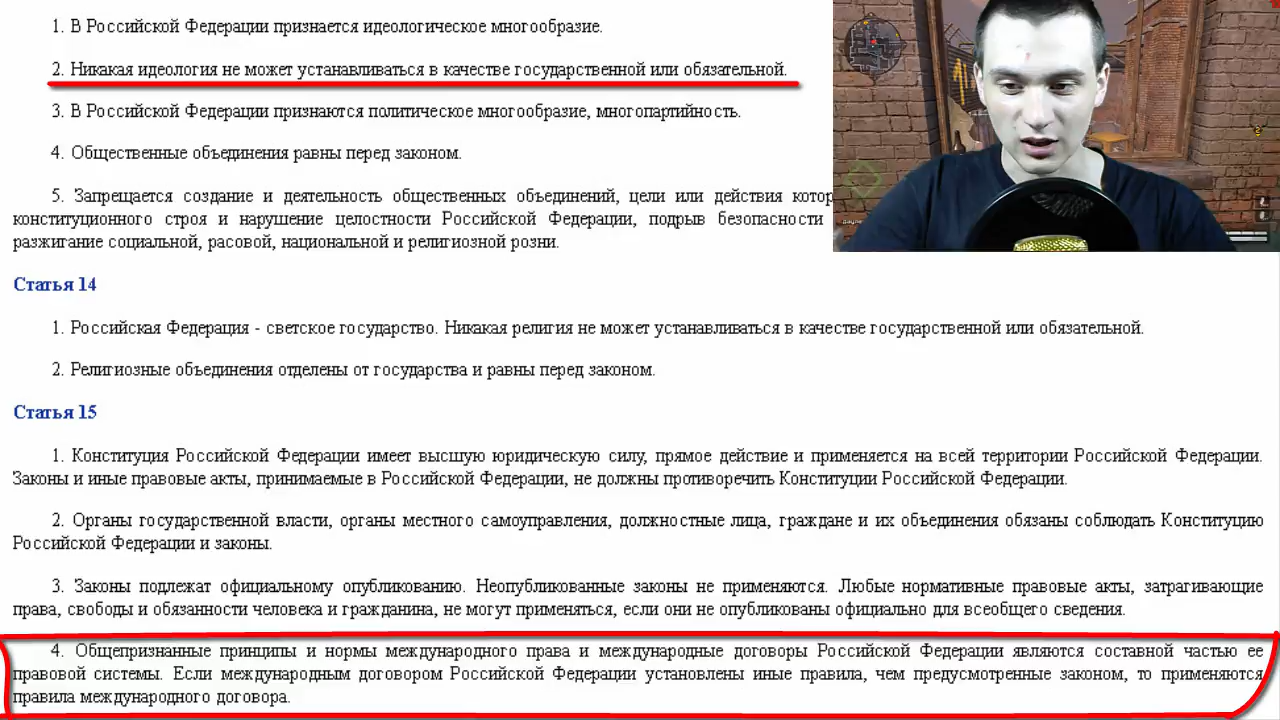 1. В Российской Федерации признается идеологическое многообразие.
2. Никакая идеология не может устанавливаться в качестве государственной или обязательной.
3. В Российской Федерации признаются политическое многообразие, многопартийность.
4. Общественные объединения равны перед законом.
5. Запрещается создание и деятельность общественных объединений, цели или действия котор
конституционного строя и нарушение целостности Российской Федерации, подрыв безопасности
разжигание социальной, расовой, национальной и религиозной розни.
Статья 14
1. Российская Федерация - светское государство. Никакая религия не может устанавливаться в качестве государственной или обязательной.
2. Религиозные объединения отделены от государства и равны перед законом.
Статья 15
1. Конституция Российской Федерации имеет высшую юридическую силу, прямое действие и применяется на всей территории Российской Федерации.
Законы и иные правовые акты, принимаемые в Российской Федерации, не должны противоречить Конституции Российской Федерации.
2. Органы государственной власти, органы местного самоуправления, должностные лица, граждане и их объединения обязаны соблюдать Конституцию
Российской Федерации и законы.
3. Законы подлежат официальному опубликованию. Неопубликованные законы не применяются. Любые нормативные правовые акты, затрагивающие
права, свободы и обязанности человека и гражданина, не могут применяться, если они не опубликованы официально для всеобщего сведения.
4. Общепризнанные принципы и нормы международного права и международные договоры Российской Федерации являются составной частью ее
правовой системы. Если международным договором Российской Федерации установлены иные правила, чем предусмотренные законом, то применяются
правила международного договора.